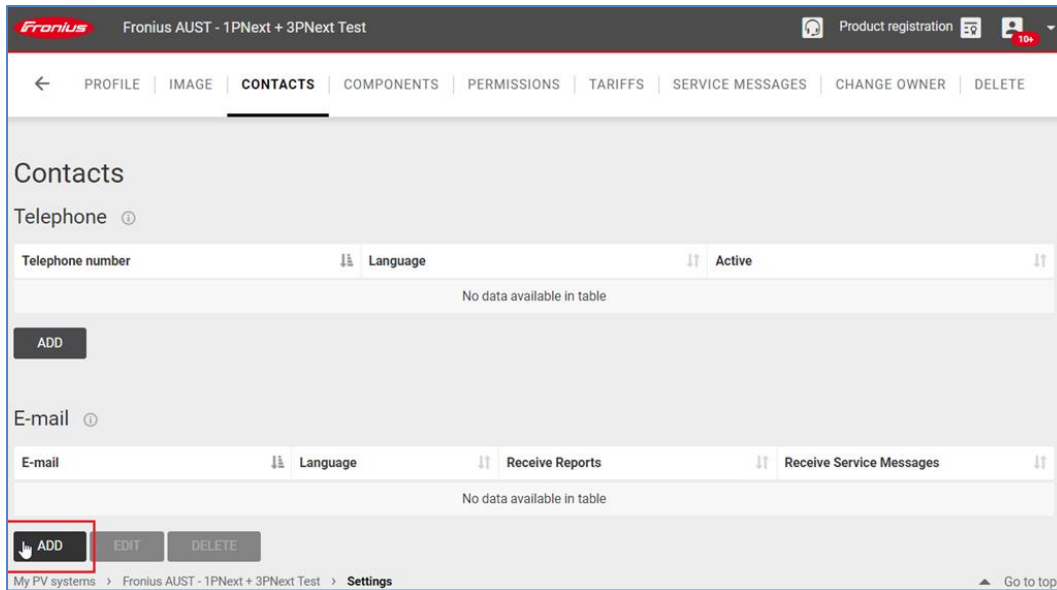 Fronius Fronius AUST - 1PNext + 3PNext Test Product registration 10+
PROFILE IMAGE CONTACTS COMPONENTS PERMISSIONS TARIFFS SERVICE MESSAGES CHANGE OWNER DELETE
Contacts
Telephone
Telephone number Language Active
No data available in table
ADD
E-mail
E-mail Language Receive Reports Receive Service Messages
No data available in table
ADD EDIT DELETE
My PV systems > Fronius AUST - 1PNext + 3PNext Test > Settings Go to top